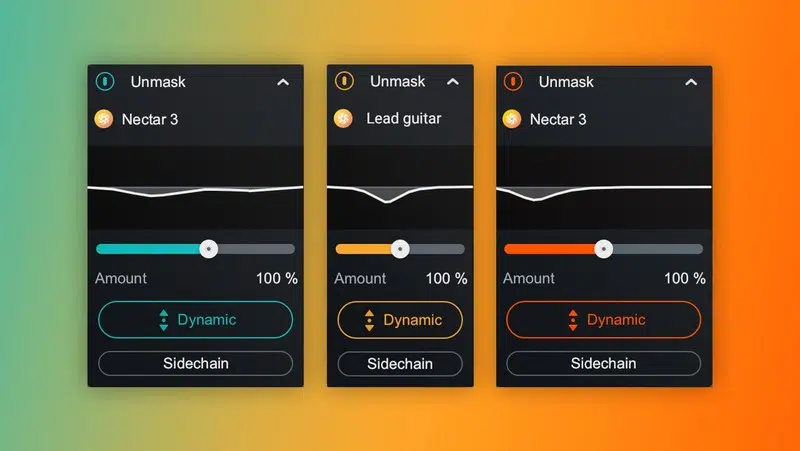 Unmask
Nectar 3
Amount 100 %
Dynamic
Sidechain
Unmask
Lead guitar
Amount 100 %
Dynamic
Sidechain
Unmask
Nectar 3
Amount 100 %
Dynamic
Sidechain